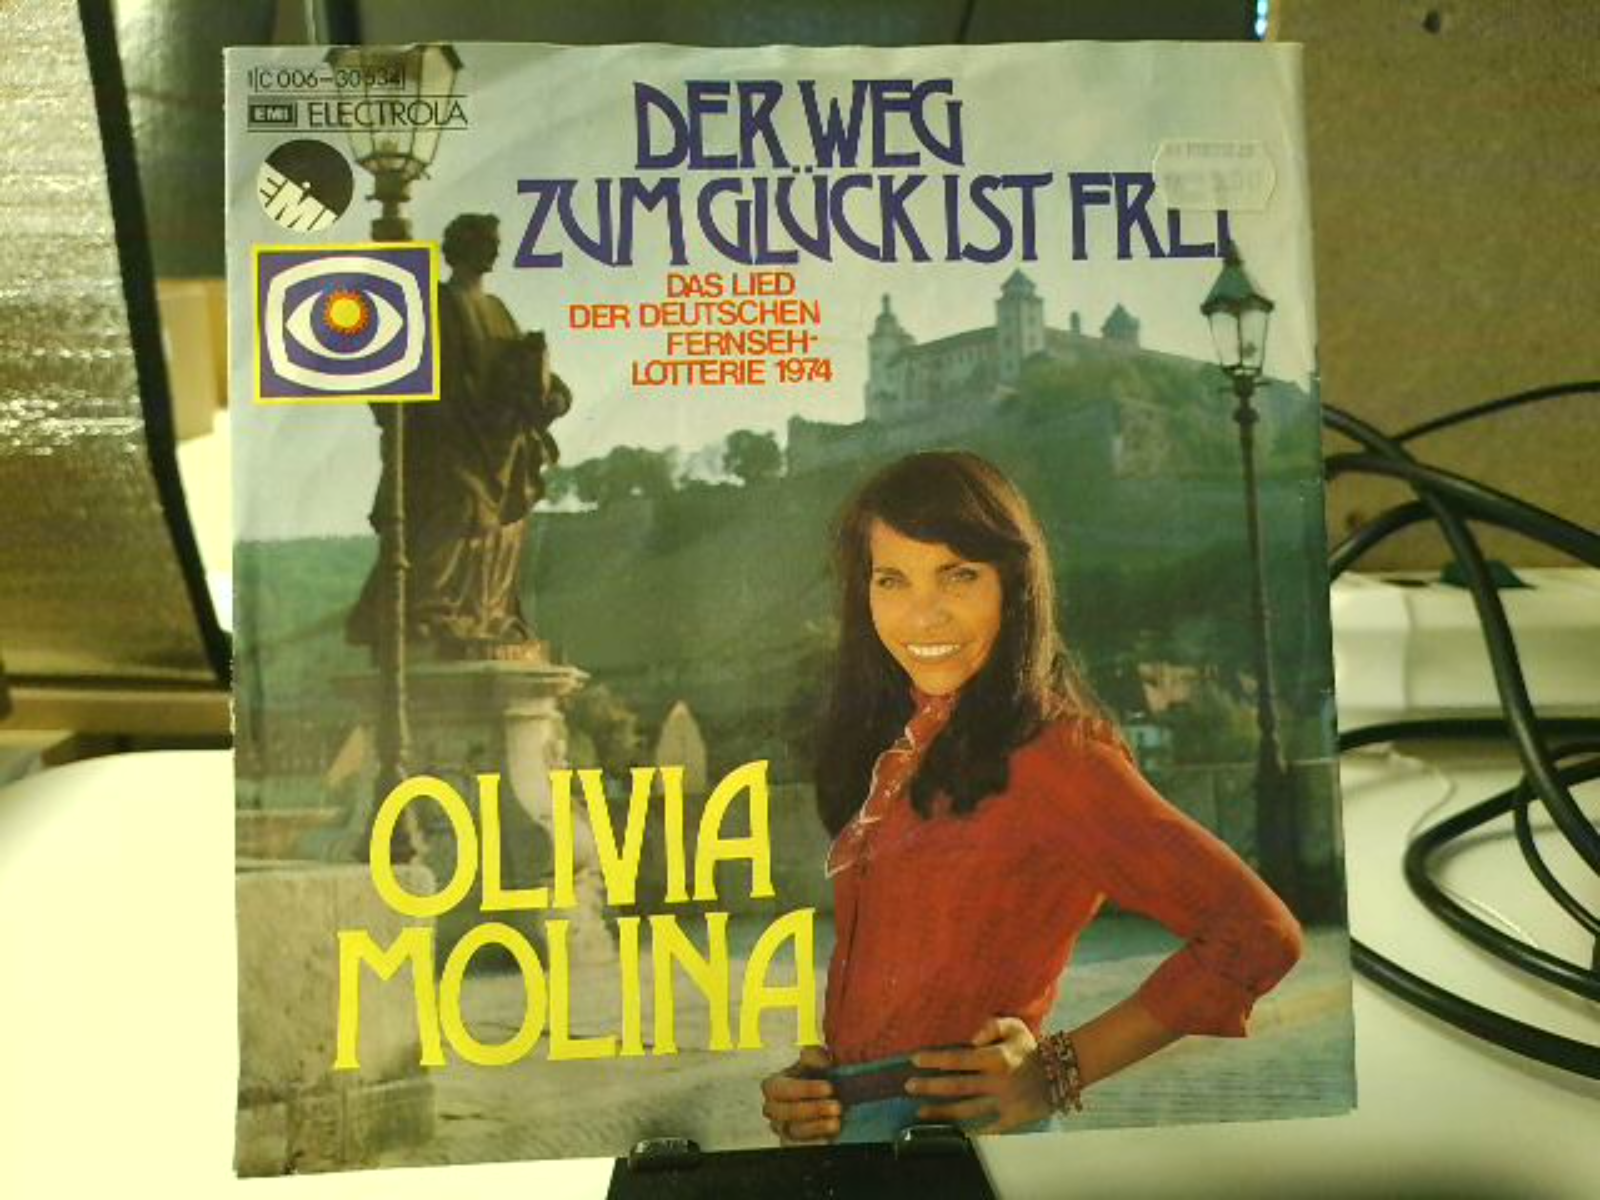 1C 006-30 534
EMI ELECTROLA
EMI
DER WEG
ZUM GLÜCK IST FREI
DAS LIED
DER DEUTSCHEN
FERNSEH-
LOTTERIE 1974
OLIVIA
MOLINA